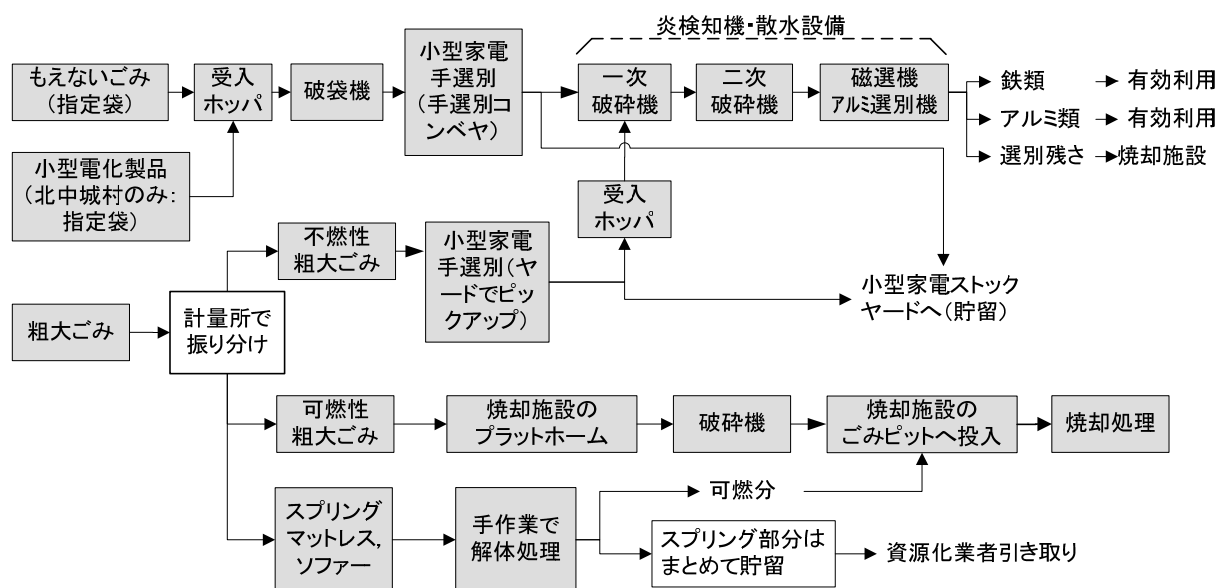 炎検知機・散水設備
もえないごみ
（指定袋）
受入
ホッパ
破袋機
小型家電
手選別
（手選別コ
ンベヤ）
一次
破砕機
二次
破砕機
磁選機
アルミ選別機
鉄類
有効利用
アルミ類
有効利用
選別残さ
焼却施設
小型電化製品
（北中城村のみ：
指定袋）
受入
ホッパ
不燃性
粗大ごみ
小型家電
手選別（ヤ
ードでピッ
クアップ）
小型家電ストック
ヤードへ（貯留）
粗大ごみ
計量所で
振り分け
可燃性
粗大ごみ
焼却施設の
プラットホーム
破砕機
焼却施設の
ごみピットへ投入
焼却処理
スプリング
マットレス，
ソファー
手作業で
解体処理
可燃分
スプリング部分は
まとめて貯留
資源化業者引き取り